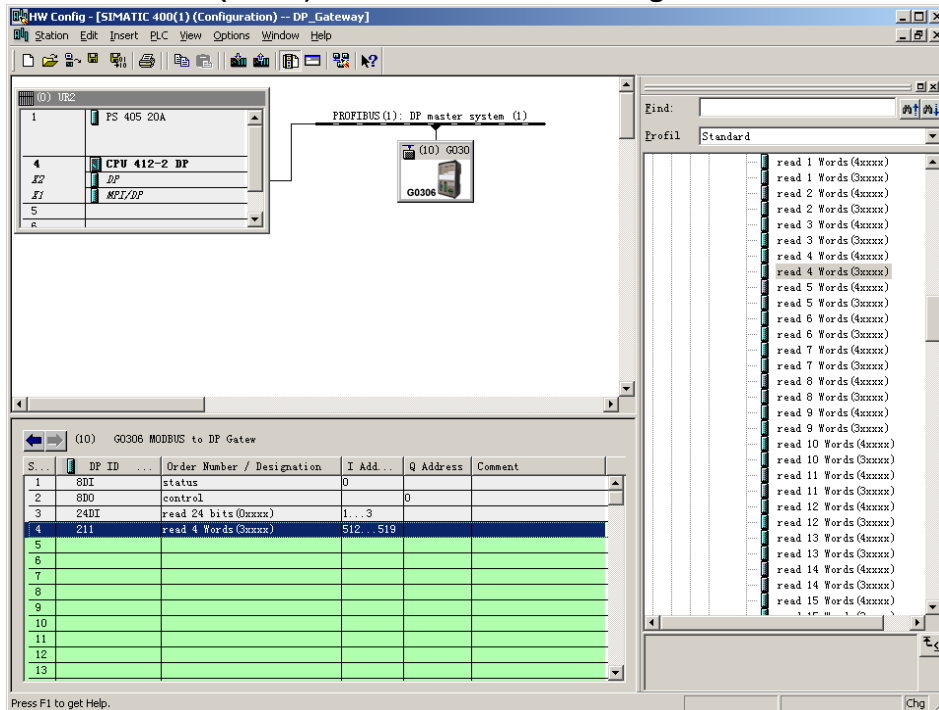 HW Config - [SIMATIC 400(1) (Configuration) -- DP_Gateway]
Station Edit Insert PLC View Options Window Help
(0) UR2
1 PS 405 20A
4 CPU 412-2 DP
X2 DP
X1 MPI/DP
5
6
PROFIBUS(1): DP master system (1)
(10) G030
G0306
Find:
Profil Standard
read 1 Words(4xxxx)
read 1 Words(3xxxx)
read 2 Words(4xxxx)
read 2 Words(3xxxx)
read 3 Words(4xxxx)
read 3 Words(3xxxx)
read 4 Words(4xxxx)
read 4 Words(3xxxx)
read 5 Words(4xxxx)
read 5 Words(3xxxx)
read 6 Words(4xxxx)
read 6 Words(3xxxx)
read 7 Words(4xxxx)
read 7 Words(3xxxx)
read 8 Words(4xxxx)
read 8 Words(3xxxx)
read 9 Words(4xxxx)
read 9 Words(3xxxx)
read 10 Words(4xxxx)
read 10 Words(3xxxx)
read 11 Words(4xxxx)
read 11 Words(3xxxx)
read 12 Words(4xxxx)
read 12 Words(3xxxx)
read 13 Words(4xxxx)
read 13 Words(3xxxx)
read 14 Words(4xxxx)
read 14 Words(3xxxx)
read 15 Words(4xxxx)
(10) G0306 MODBUS to DP Gatew
S... DP ID ... Order Number / Designation I Add... Q Address Comment
1 8DI status 0
2 8DO control 0
3 24DI read 24 bits(0xxxx) 1...3
4 211 read 4 Words(3xxxx) 512...519
5
6
7
8
9
10
11
12
13
Press F1 to get Help.
Chg